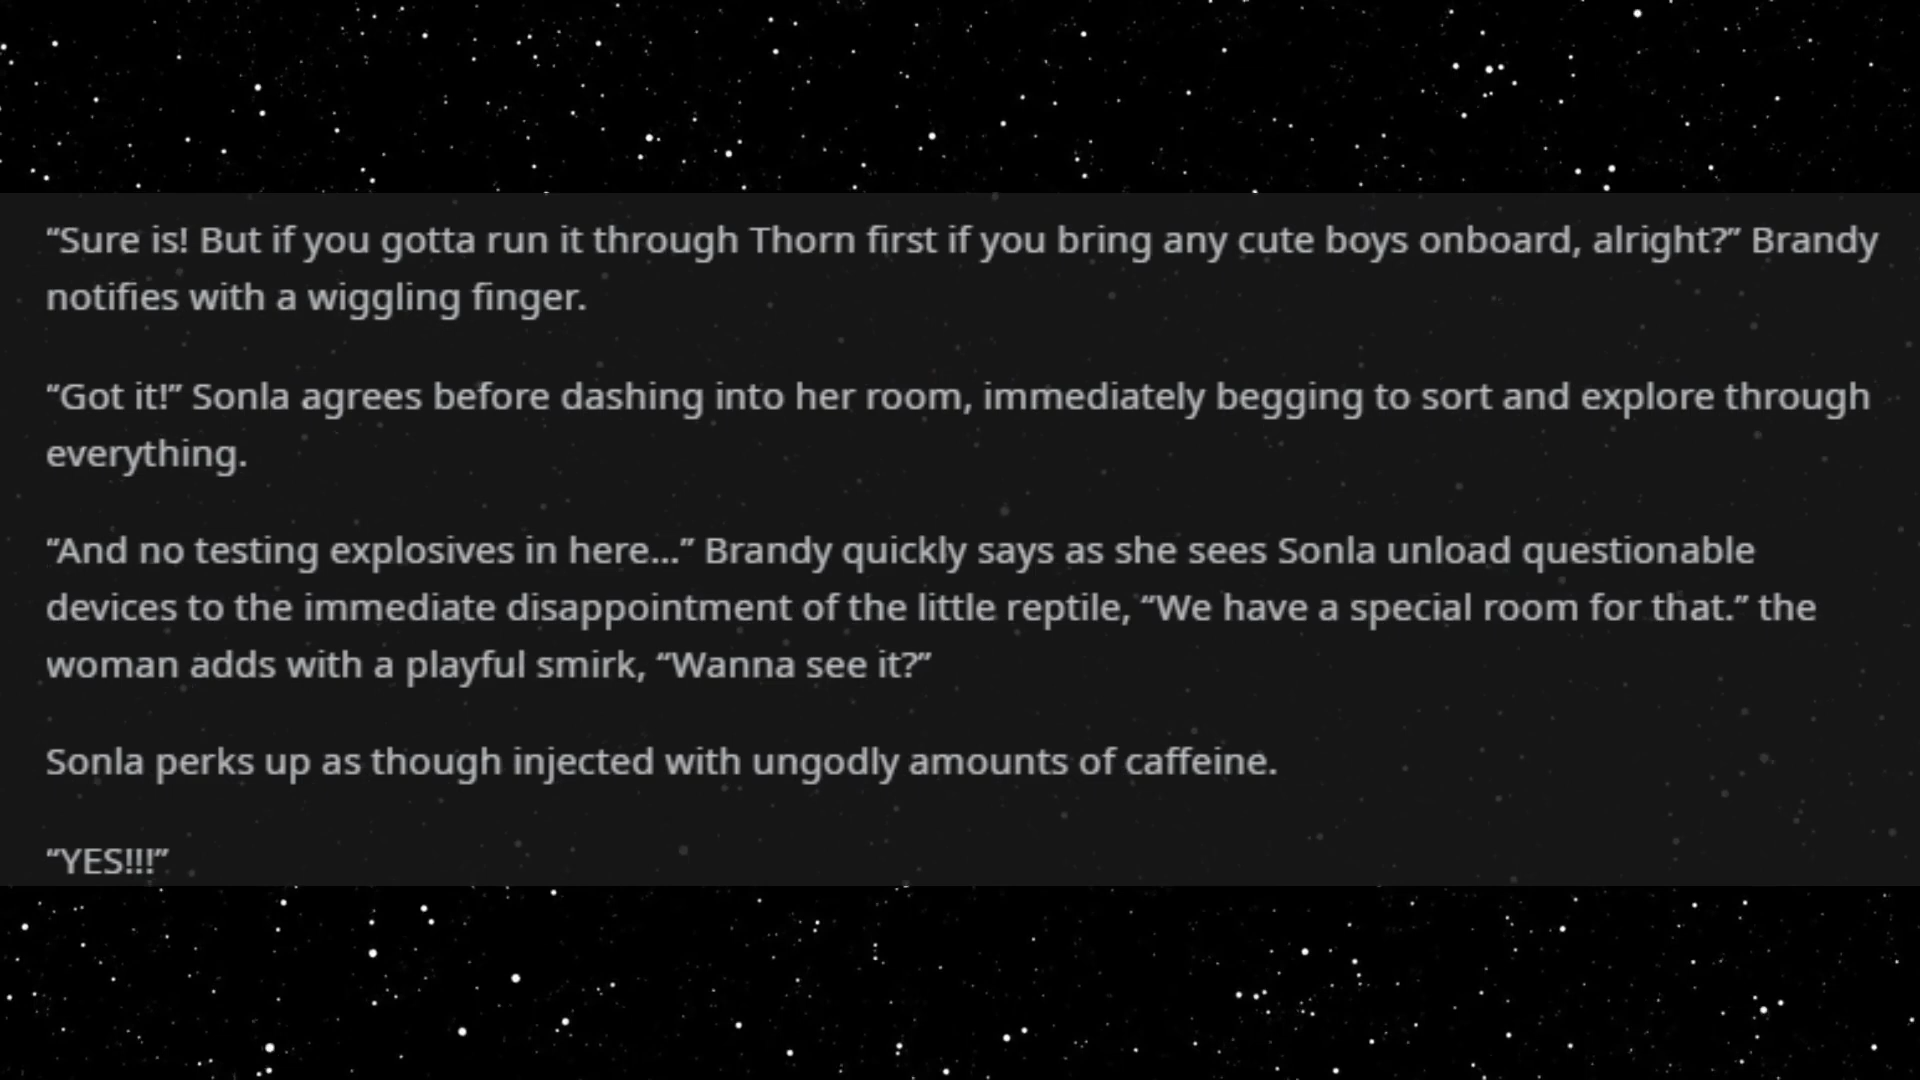 “Sure is! But if you gotta run it through Thorn first if you bring any cute boys onboard, alright?” Brandy
notifies with a wiggling finger.
“Got it!” Sonla agrees before dashing into her room, immediately begging to sort and explore through
everything.
“And no testing explosives in here...” Brandy quickly says as she sees Sonla unload questionable
devices to the immediate disappointment of the little reptile, “We have a special room for that.” the
woman adds with a playful smirk, “Wanna see it?”
Sonla perks up as though injected with ungodly amounts of caffeine.
“YES!!!”